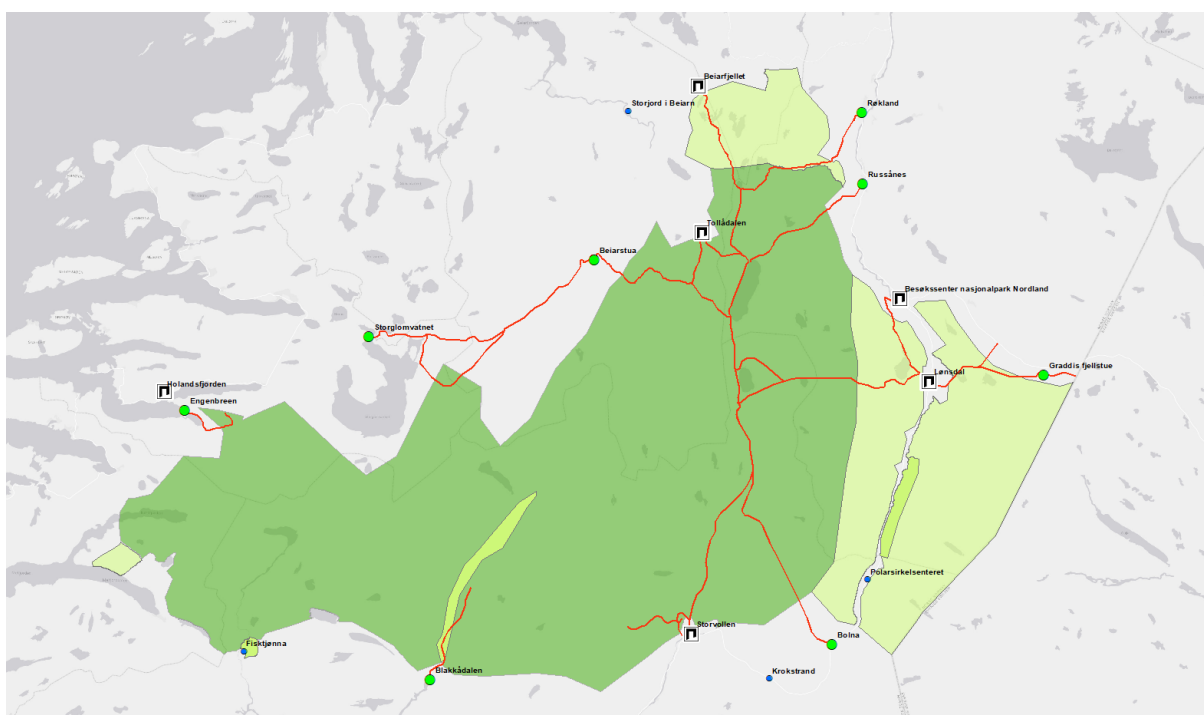 Beiarfjellet
Storjord i Beiarn
Røkland
Russånes
Tollådalen
Beiarstua
Besøkssenter nasjonalpark Nordland
Storglomvatnet
Graddis fjellstue
Lønsdal
Holandsfjorden
Engenbreen
Polarsirkelsenteret
Storvollen
Bolna
Fisktjønna
Blakkådalen
Krokstrand